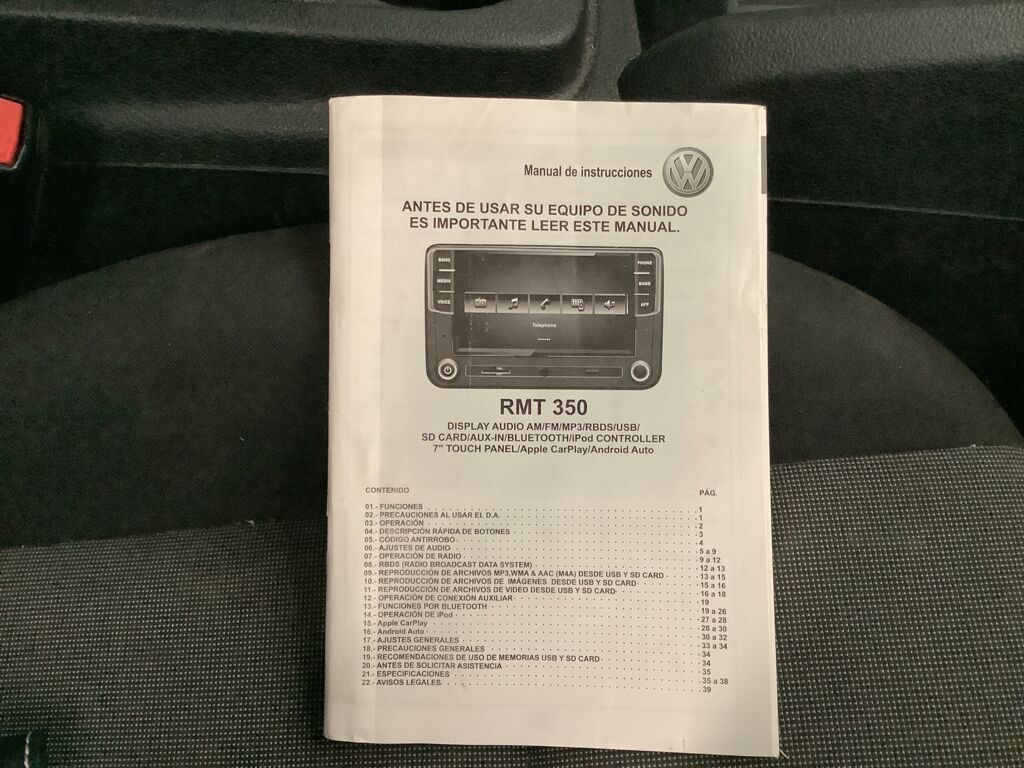 Manual de instrucciones
ANTES DE USAR SU EQUIPO DE SONIDO
ES IMPORTANTE LEER ESTE MANUAL.
BAND
MEDIA
VOICE
PHONE
BAND
APP
Telephone
RMT 350
DISPLAY AUDIO AM/FM/MP3/RBDS/USB/
SD CARD/AUX-IN/BLUETOOTH/iPod CONTROLLER
7" TOUCH PANEL/Apple CarPlay/Android Auto
CONTENIDO PÁG.
01.- FUNCIONES 1
02.- PRECAUCIONES AL USAR EL D.A. 1
03.- OPERACIÓN 2
04.- DESCRIPCIÓN RÁPIDA DE BOTONES 3
05.- CÓDIGO ANTIRROBO 4
06.- AJUSTES DE AUDIO 5 a 9
07.- OPERACIÓN DE RADIO 9 a 12
08.- RBDS (RADIO BROADCAST DATA SYSTEM) 12 a 13
09.- REPRODUCCIÓN DE ARCHIVOS MP3,WMA & AAC (M4A) DESDE USB Y SD CARD 13 a 15
10.- REPRODUCCIÓN DE ARCHIVOS DE IMÁGENES DESDE USB Y SD CARD 15 a 16
11.- REPRODUCCIÓN DE ARCHIVOS DE VIDEO DESDE USB Y SD CARD 16 a 18
12.- OPERACIÓN DE CONEXIÓN AUXILIAR 19
13.- FUNCIONES POR BLUETOOTH 19 a 26
14.- OPERACIÓN DE iPod 27 a 28
15.- Apple CarPlay 28 a 30
16.- Android Auto 30 a 32
17.- AJUSTES GENERALES 33 a 34
18.- PRECAUCIONES GENERALES 34
19.- RECOMENDACIONES DE USO DE MEMORIAS USB Y SD CARD 34
20.- ANTES DE SOLICITAR ASISTENCIA 35
21.- ESPECIFICACIONES 35 a 38
22.- AVISOS LEGALES 39